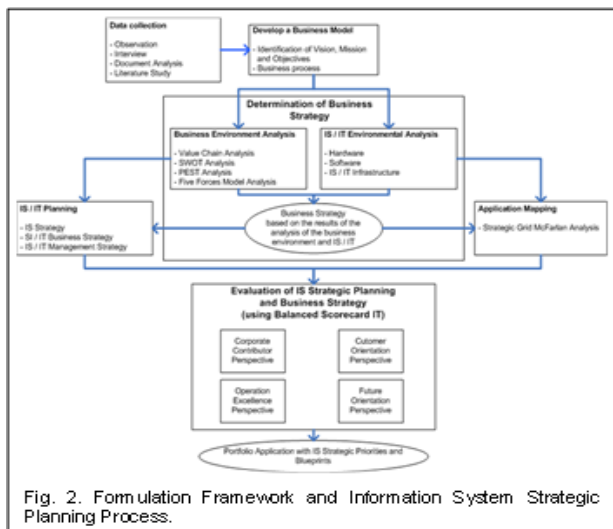 Data collection
- Observation
- Interview
- Document Analysis
- Literature Study
Develop a Business Model
- Identification of Vision, Mission
and Objectives
- Business process
Determination of Business
Strategy
Business Environment Analysis
- Value Chain Analysis
- SWOT Analysis
- PEST Analysis
- Five Forces Model Analysis
IS / IT Environmental Analysis
- Hardware
- Software
- IS / IT Infrastructure
IS / IT Planning
- IS Strategy
- SI / IT Business Strategy
- IS / IT Management Strategy
Business Strategy
based on the results of the
analysis of the business
environment and IS / IT
Application Mapping
- Strategic Grid McFarlan Analysis
Evaluation of IS Strategic Planning
and Business Strategy
(using Balanced Scorecard IT)
Corporate
Contributor
Perspective
Cutomer
Orientation
Perspective
Operation
Excellence
Perspective
Future
Orientation
Perspective
Portfolio Application with IS Strategic Priorities and
Blueprints
Fig. 2. Formulation Framework and Information System Strategic
Planning Process.